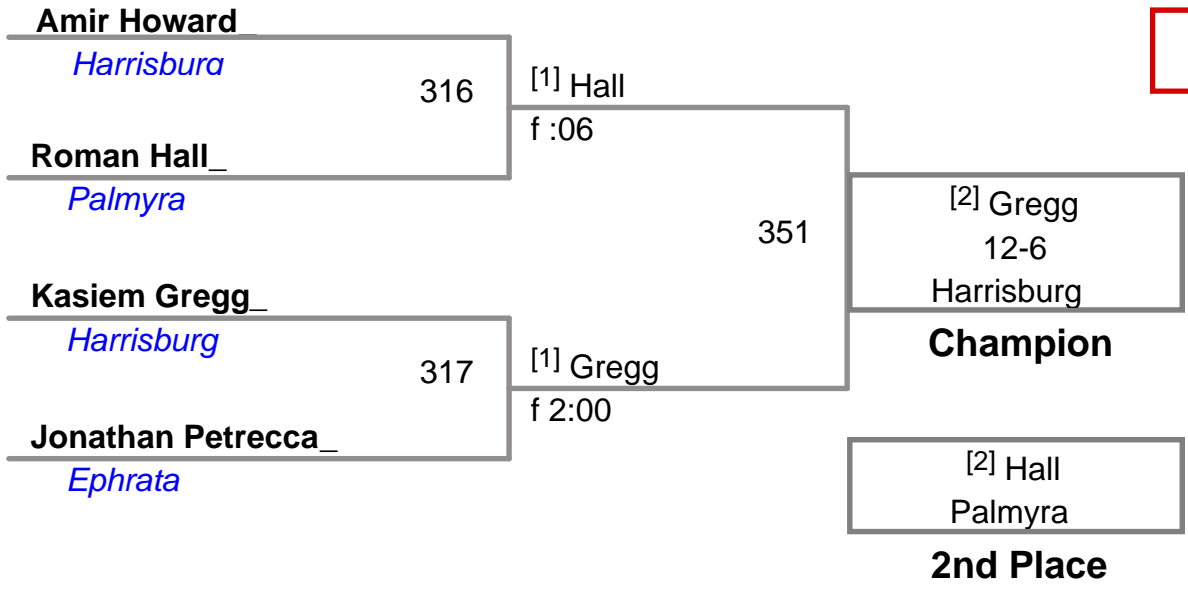 Amir Howard_
Harrisburg
316
[1] Hall
f :06
Roman Hall_
Palmyra
351
[2] Gregg
12-6
Harrisburg
Champion
Kasiem Gregg_
Harrisburg
317
[1] Gregg
f 2:00
Jonathan Petrecca_
Ephrata
[2] Hall
Palmyra
2nd Place